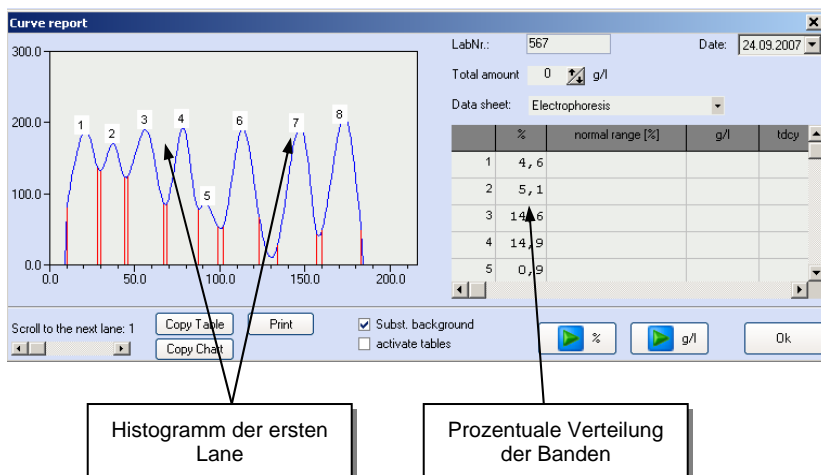 Curve report
300.0
200.0
100.0
0.0
0.0 50.0 100.0 150.0 200.0
1 2 3 4 5 6 7 8
LabNr.: 567 Date: 24.09.2007
Total amount 0 g/l
Data sheet: Electrophoresis
% normal range [%] g/l tdcy
1 4,6
2 5,1
3 14,6
4 14,9
5 0,9
Scroll to the next lane: 1
Copy Table
Print
Copy Chart
Subst. background
activate tables
%
g/l
Ok
Histogramm der ersten
Lane
Prozentuale Verteilung
der Banden